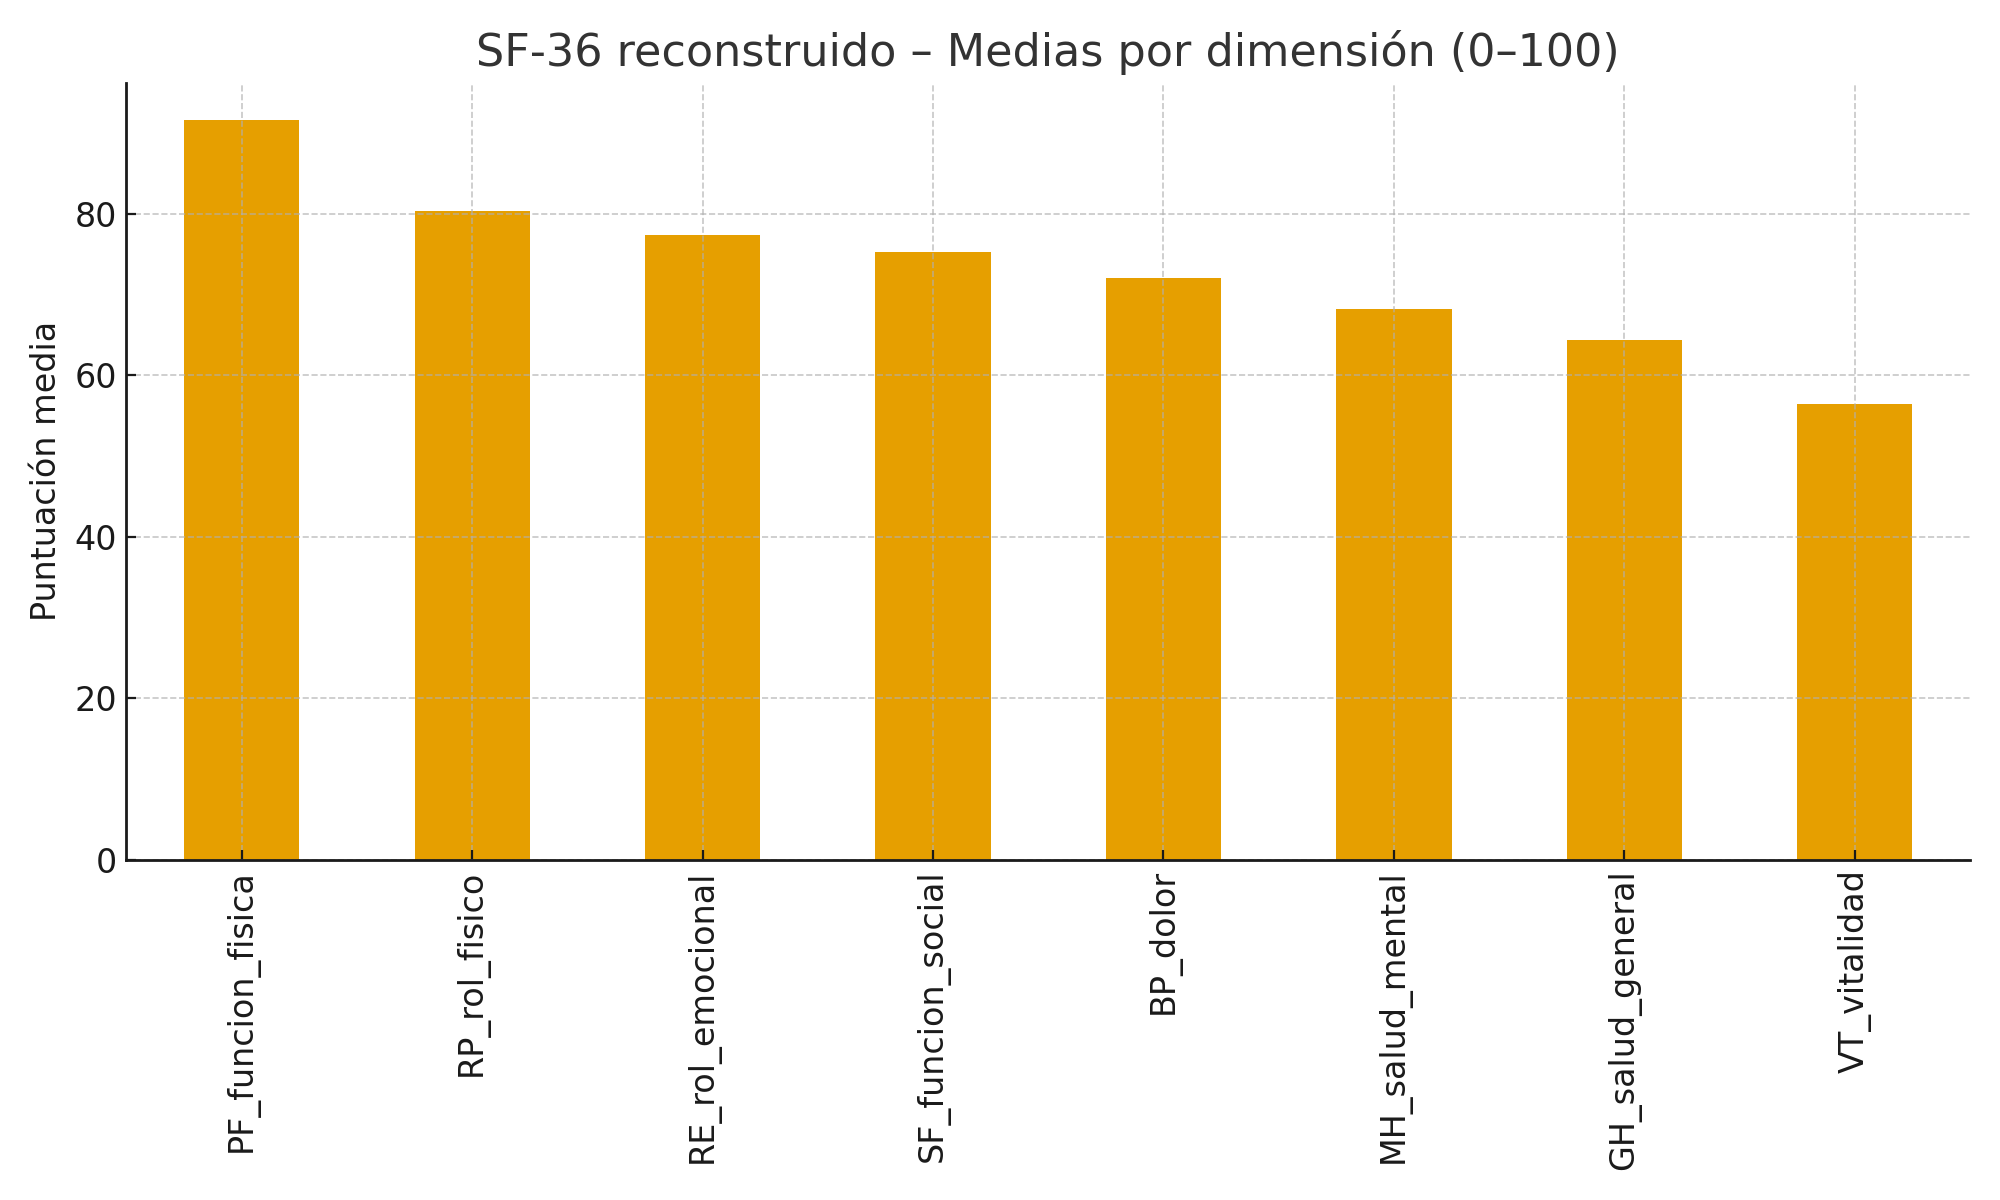 SF-36 reconstruido – Medias por dimensión (0–100)
Puntuación media
80
60
40
20
0
PF_funcion_fisica
RP_rol_fisico
RE_rol_emocional
SF_funcion_social
BP_dolor
MH_salud_mental
GH_salud_general
VT_vitalidad